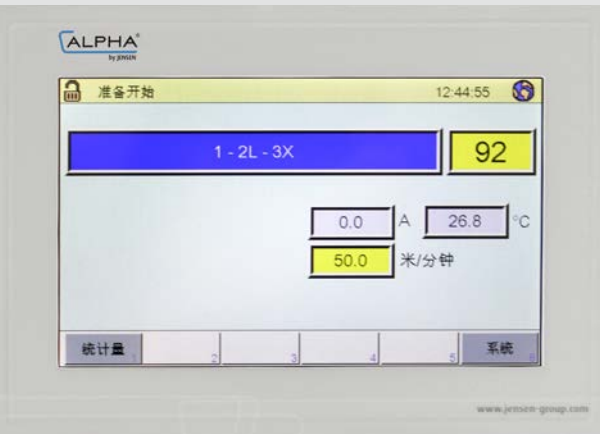 ALPHA
by JENSEN
准备开始 12:44:55
1 - 2L - 3X 92
0.0 A 26.8 °C
50.0 米/分钟
统计量 1 2 3 4 5 系统 6
www.jensen-group.com